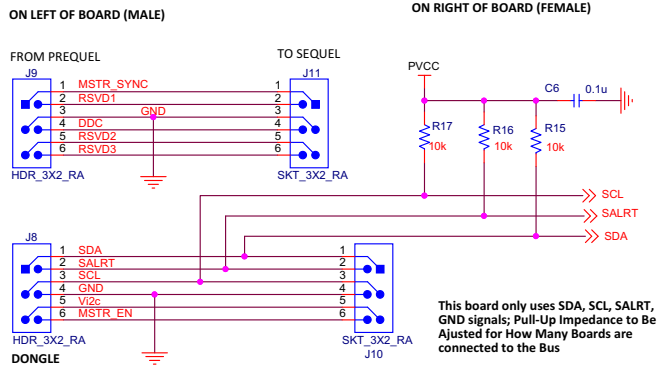 ON LEFT OF BOARD (MALE)
ON RIGHT OF BOARD (FEMALE)
FROM PREQUEL
TO SEQUEL
J9
J11
1 MSTR_SYNC 1
2 RSVD1 2
3 GND 3
4 DDC 4
5 RSVD2 5
6 RSVD3 6
HDR_3X2_RA
SKT_3X2_RA
PVCC
C6 0.1u
R17
10k
R16
10k
R15
10k
SCL
SALRT
SDA
J8
1 SDA 1
2 SALRT 2
3 SCL 3
4 GND 4
5 Vi2c 5
6 MSTR_EN 6
HDR_3X2_RA
SKT_3X2_RA
DONGLE
J10
This board only uses SDA, SCL, SALRT,
GND signals; Pull-Up Impedance to Be
Ajusted for How Many Boards are
connected to the Bus